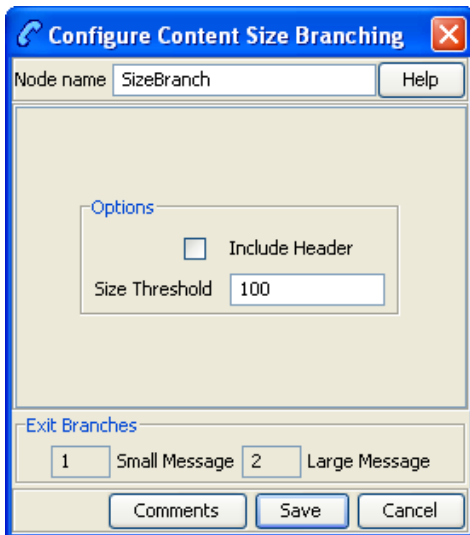 Configure Content Size Branching
Node name SizeBranch Help
Options
Include Header
Size Threshold 100
Exit Branches
1 Small Message 2 Large Message
Comments Save Cancel